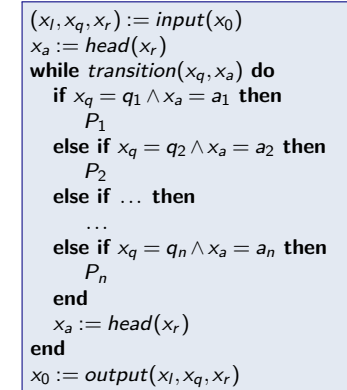 (x_l, x_q, x_r) := input(x_0)
x_a := head(x_r)
while transition(x_q, x_a) do
if x_q = q_1 ∧ x_a = a_1 then
P_1
else if x_q = q_2 ∧ x_a = a_2 then
P_2
else if ... then
...
else if x_q = q_n ∧ x_a = a_n then
P_n
end
x_a := head(x_r)
end
x_0 := output(x_l, x_q, x_r)